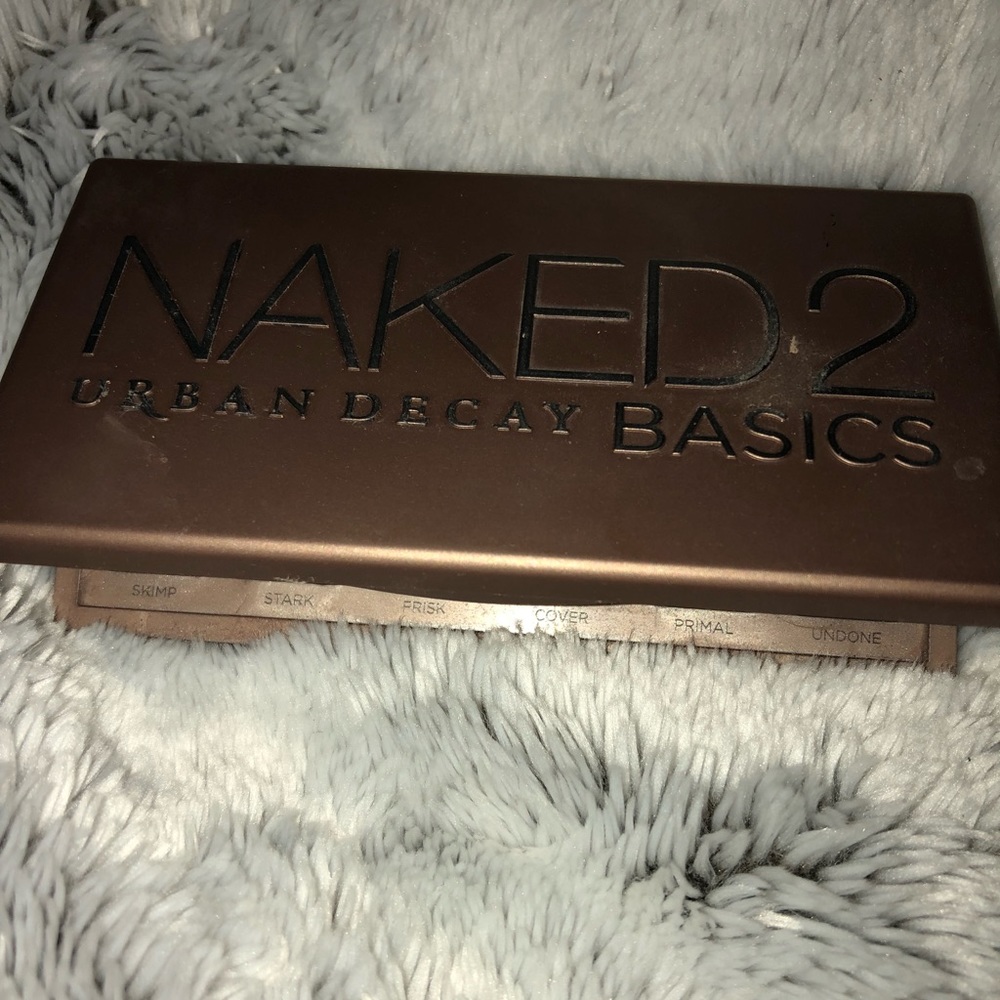 NAKED2
URBAN DECAY BASICS
SKIMP STARK FRISK COVER PRIMAL UNDONE